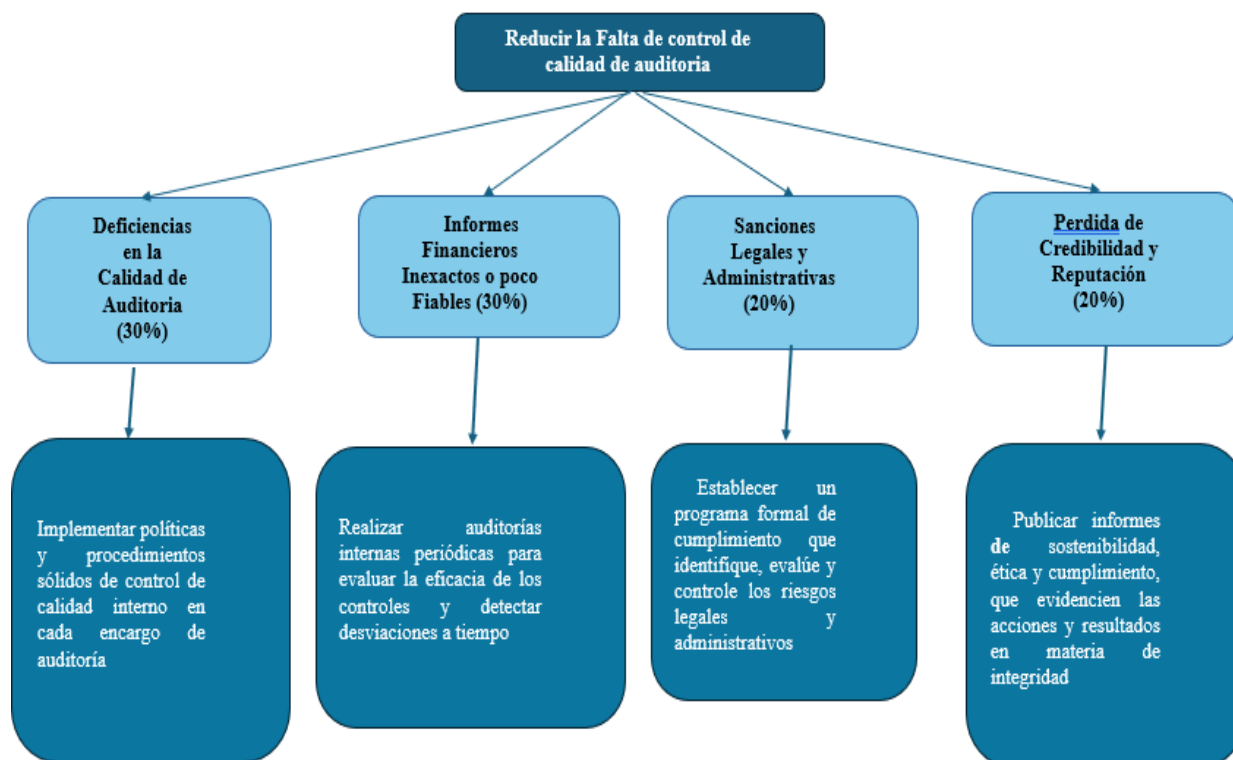 Reducir la Falta de control de
calidad de auditoria
Deficiencias
en la
Calidad de
Auditoria
(30%)
Informes
Financieros
Inexactos o poco
Fiables (30%)
Sanciones
Legales y
Administrativas
(20%)
Perdida de
Credibilidad y
Reputación
(20%)
Implementar políticas
y procedimientos
sólidos de control de
calidad interno en
cada encargo de
auditoría
Realizar auditorías
internas periódicas para
evaluar la eficacia de los
controles y detectar
desviaciones a tiempo
Establecer un
programa formal de
cumplimiento que
identifique, evalúe y
controle los riesgos
legales y
administrativos
Publicar informes
de sostenibilidad,
ética y cumplimiento,
que evidencien las
acciones y resultados
en materia de
integridad